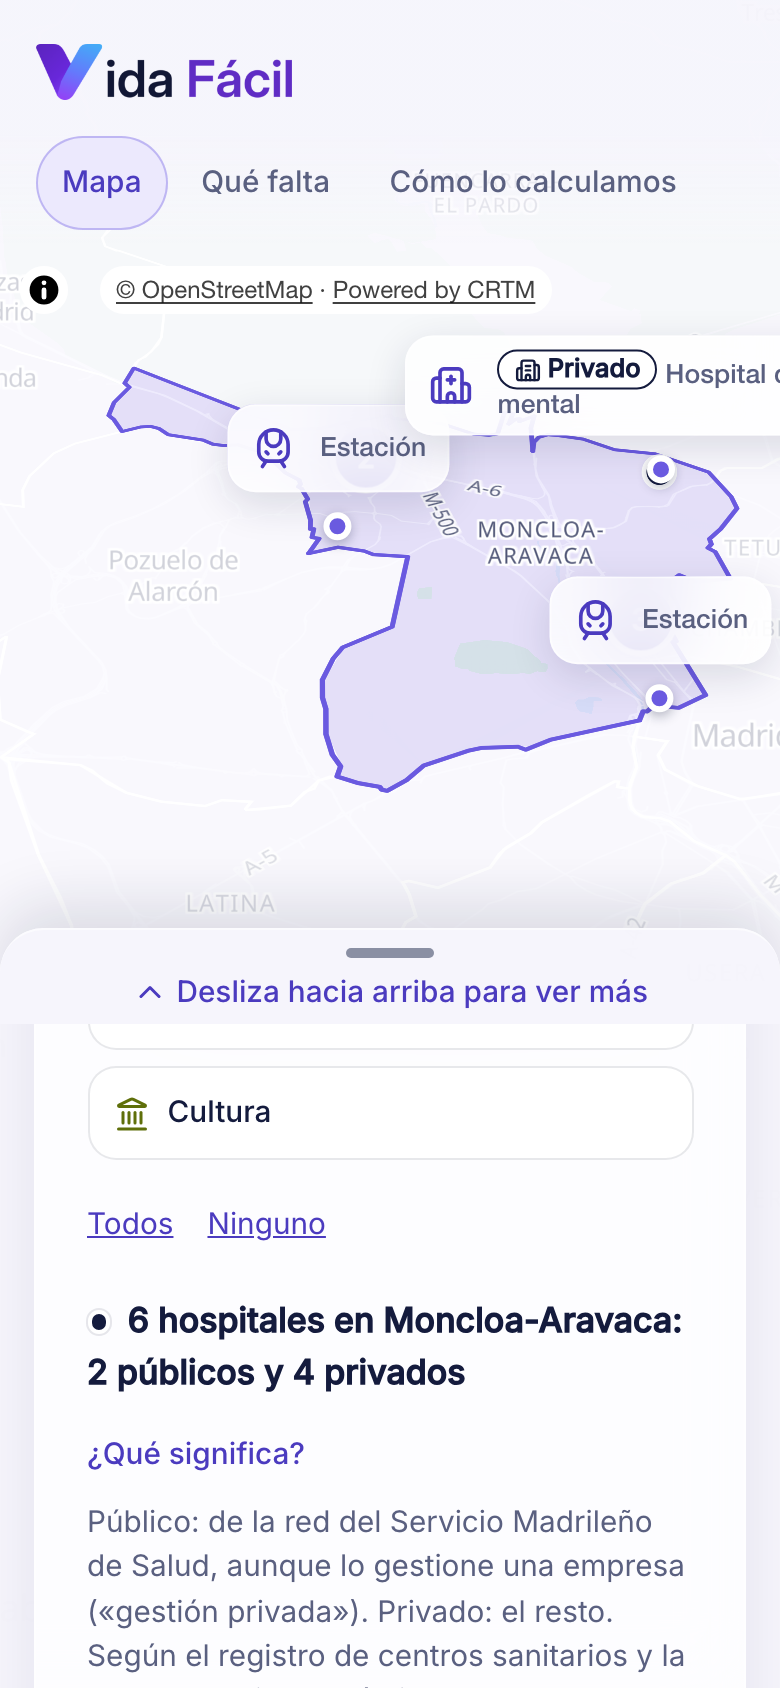 Vida Fácil
Mapa
Qué falta
Cómo lo calculamos
EL PARDO
© OpenStreetMap · Powered by CRTM
Privado Hospital
mental
Estación
A-6
M-500
MONCLOA-
ARAVACA
Pozuelo de
Alarcón
Estación
A-5
LATINA
Desliza hacia arriba para ver más
Cultura
Todos
Ninguno
6 hospitales en Moncloa-Aravaca:
2 públicos y 4 privados
¿Qué significa?
Público: de la red del Servicio Madrileño
de Salud, aunque lo gestione una empresa
(«gestión privada»). Privado: el resto.
Según el registro de centros sanitarios y la